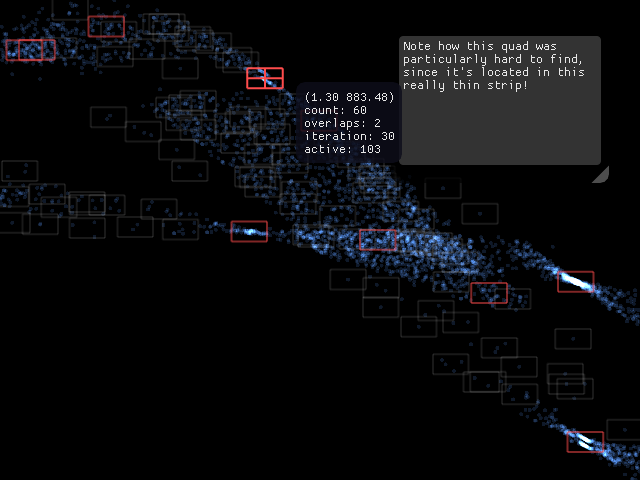 Note how this quad was
particularly hard to find,
since it's located in this
really thin strip!
(1.30 883.48)
count: 60
overlaps: 2
iteration: 30
active: 103